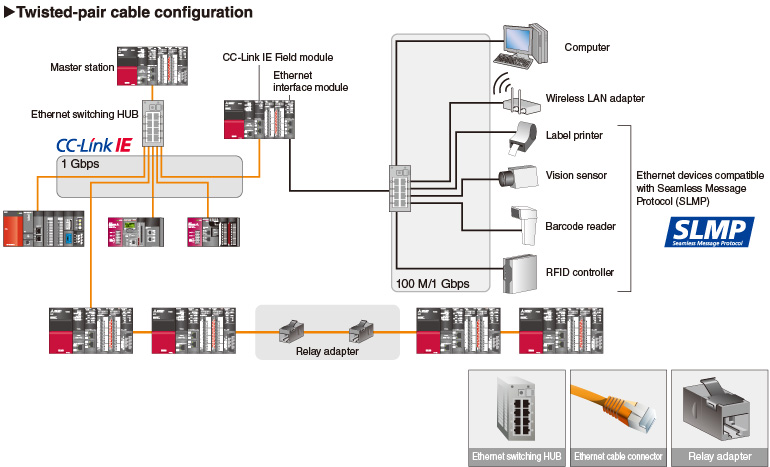 ▶Twisted-pair cable configuration
Master station
CC-Link IE Field module
Ethernet
interface module
Ethernet switching HUB
CC-Link IE
1 Gbps
Computer
Wireless LAN adapter
Label printer
Vision sensor
Barcode reader
RFID controller
100 M/1 Gbps
Ethernet devices compatible
with Seamless Message
Protocol (SLMP)
SLMP
Seamless Message Protocol
Relay adapter
Ethernet switching HUB
Ethernet cable connector
Relay adapter